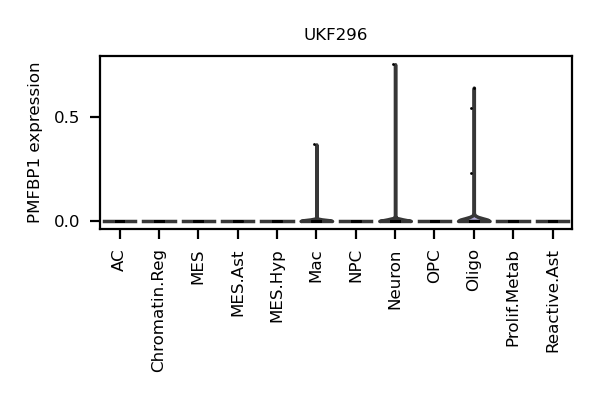 UKF296
PMFBP1 expression
0.5
0.0
AC
Chromatin.Reg
MES
MES.Ast
MES.Hyp
Mac
NPC
Neuron
OPC
Oligo
Prolif.Metab
Reactive.Ast